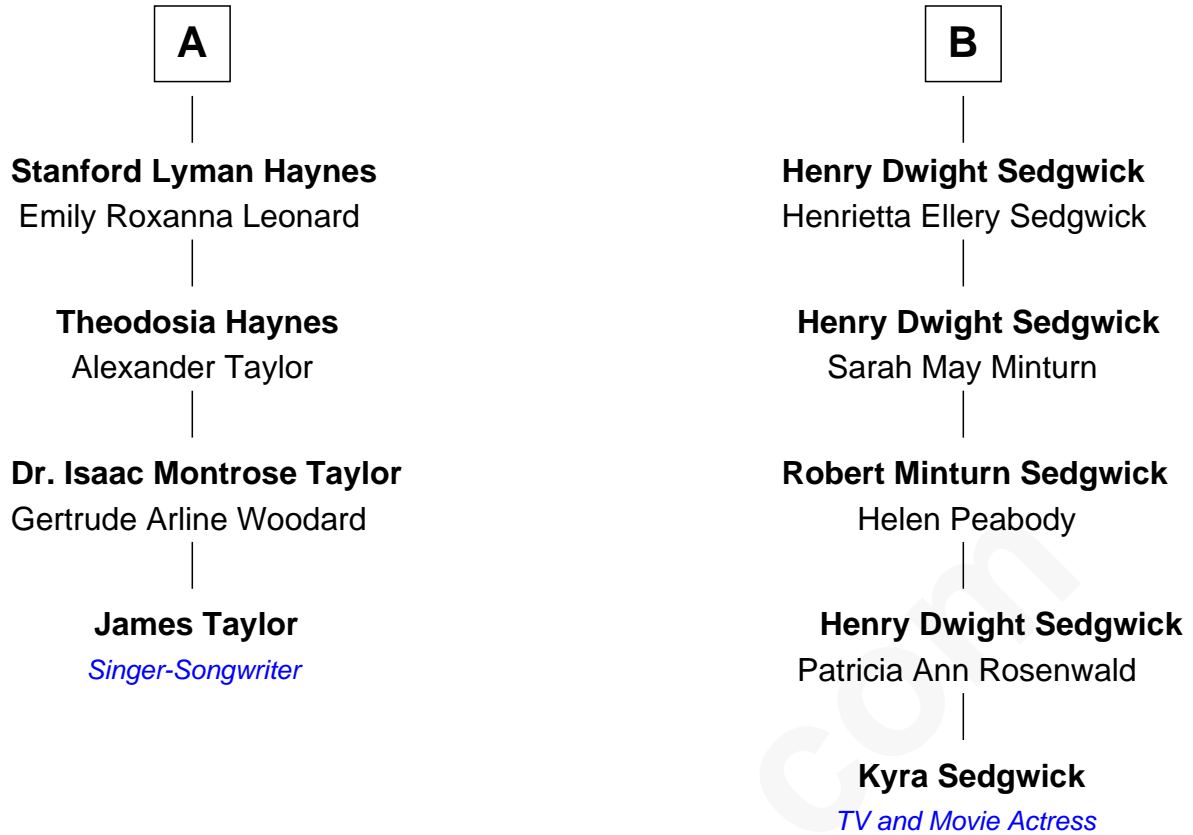 A
Stanford Lyman Haynes
Emily Roxanna Leonard
Theodosia Haynes
Alexander Taylor
Dr. Isaac Montrose Taylor
Gertrude Arline Woodard
James Taylor
Singer-Songwriter
B
Henry Dwight Sedgwick
Henrietta Ellery Sedgwick
Henry Dwight Sedgwick
Sarah May Minturn
Robert Minturn Sedgwick
Helen Peabody
Henry Dwight Sedgwick
Patricia Ann Rosenwald
Kyra Sedgwick
TV and Movie Actress
com